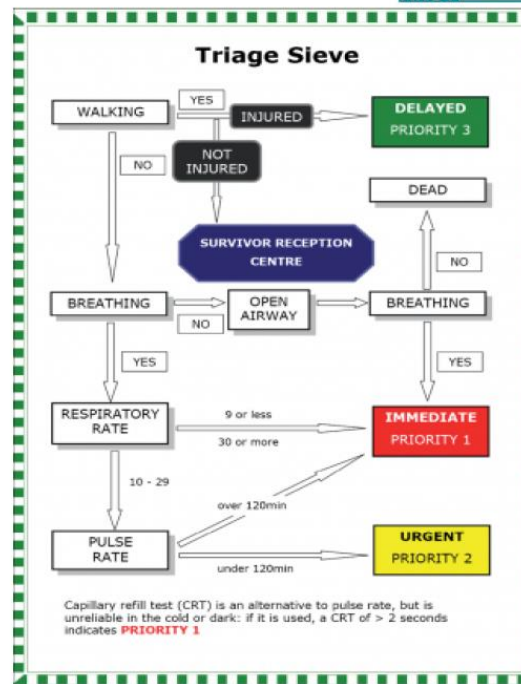 Triage Sieve
WALKING
YES
INJURED
DELAYED
PRIORITY 3
NO
NOT
INJURED
DEAD
SURVIVOR RECEPTION
CENTRE
NO
BREATHING
NO
OPEN
AIRWAY
BREATHING
YES
YES
RESPIRATORY
RATE
9 or less
30 or more
IMMEDIATE
PRIORITY 1
10 - 29
over 120min
PULSE
RATE
under 120min
URGENT
PRIORITY 2
Capillary refill test (CRT) is an alternative to pulse rate, but is
unreliable in the cold or dark: if it is used, a CRT of > 2 seconds
indicates PRIORITY 1